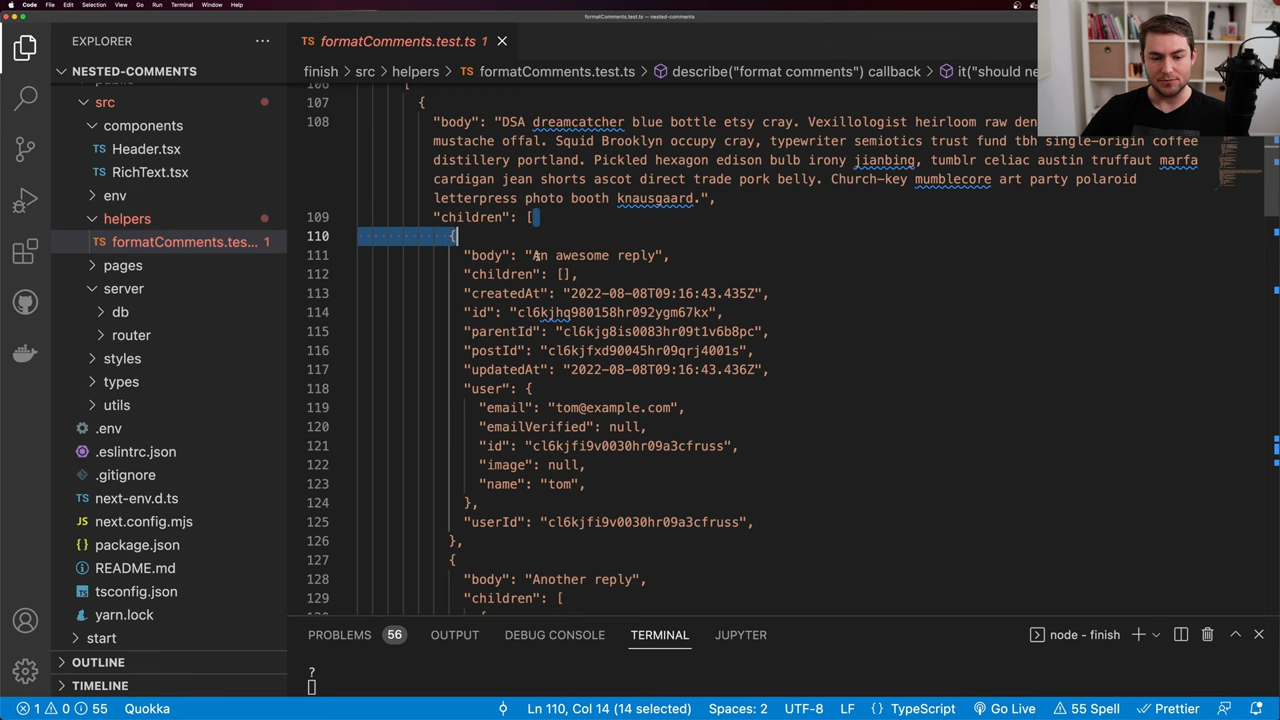 Code File Edit Selection View Go Run Terminal Window Help
formatComments.test.ts — nested-comments
EXPLORER
NESTED-COMMENTS
src
components
Header.tsx
RichText.tsx
env
helpers
formatComments.tes... 1
pages
server
db
router
styles
types
utils
.env
.eslintrc.json
.gitignore
next-env.d.ts
next.config.mjs
package.json
README.md
tsconfig.json
yarn.lock
start
OUTLINE
TIMELINE
formatComments.test.ts 1
finish > src > helpers > formatComments.test.ts > describe("format comments") callback > it("should ne
106 [
107 {
108 "body": "DSA dreamcatcher blue bottle etsy cray. Vexillologist heirloom raw den
mustache offal. Squid Brooklyn occupy cray, typewriter semiotics trust fund tbh single-origin coffee
distillery portland. Pickled hexagon edison bulb irony jianbing, tumblr celiac austin truffaut marfa
cardigan jean shorts ascot direct trade pork belly. Church-key mumblecore art party polaroid
letterpress photo booth knausgaard.",
109 "children": [
110 {
111 "body": "An awesome reply",
112 "children": [],
113 "createdAt": "2022-08-08T09:16:43.435Z",
114 "id": "cl6kjhq980158hr092ygm67kx",
115 "parentId": "cl6kjg8is0083hr09t1v6b8pc",
116 "postId": "cl6kjfxd90045hr09qrj4001s",
117 "updatedAt": "2022-08-08T09:16:43.436Z",
118 "user": {
119 "email": "tom@example.com",
120 "emailVerified": null,
121 "id": "cl6kjfi9v0030hr09a3cfruss",
122 "image": null,
123 "name": "tom",
124 },
125 "userId": "cl6kjfi9v0030hr09a3cfruss",
126 },
127 {
128 "body": "Another reply",
129 "children": [
PROBLEMS 56 OUTPUT DEBUG CONSOLE TERMINAL JUPYTER
node - finish
?
1 0 55 Quokka
Ln 110, Col 14 (14 selected) Spaces: 2 UTF-8 LF {} TypeScript Go Live 55 Spell Prettier